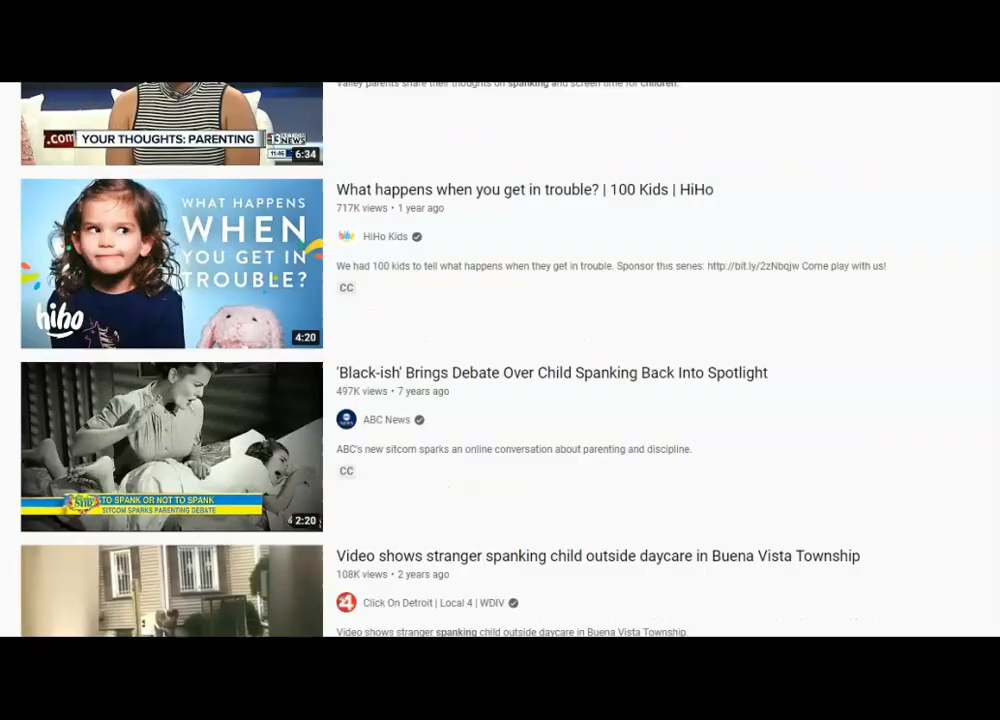 Valley parents share their thoughts on spanking and screen time for children.
.com YOUR THOUGHTS: PARENTING 13 NEWS
11:46 6:34
What happens when you get in trouble? | 100 Kids | HiHo
717K views • 1 year ago
WHAT HAPPENS
WHEN
YOU GET IN
TROUBLE?
hiho
4:20
hiho HiHo Kids
We had 100 kids to tell what happens when they get in trouble. Sponsor this series: http://bit.ly/2zNbqjw Come play with us!
CC
'Black-ish' Brings Debate Over Child Spanking Back Into Spotlight
497K views • 7 years ago
ABC News
ABC's new sitcom sparks an online conversation about parenting and discipline.
CC
TO SPANK OR NOT TO SPANK
SITCOM SPARKS PARENTING DEBATE
2:20
Video shows stranger spanking child outside daycare in Buena Vista Township
108K views • 2 years ago
4 Click On Detroit | Local 4 | WDIV
Video shows stranger spanking child outside daycare in Buena Vista Township.